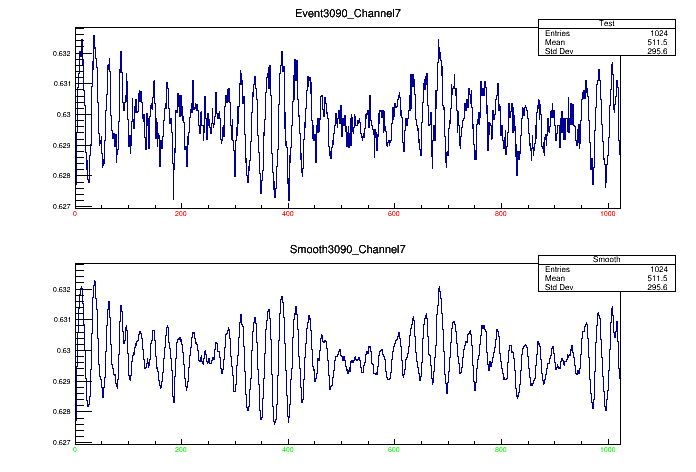 Event3090_Channel7
Test
Entries 1024
Mean 511.5
Std Dev 295.6
0.632
0.631
0.63
0.629
0.628
0.627
0 200 400 600 800 1000
Smooth3090_Channel7
Smooth
Entries 1024
Mean 511.5
Std Dev 295.6
0.632
0.631
0.63
0.629
0.628
0.627
0 200 400 600 800 1000